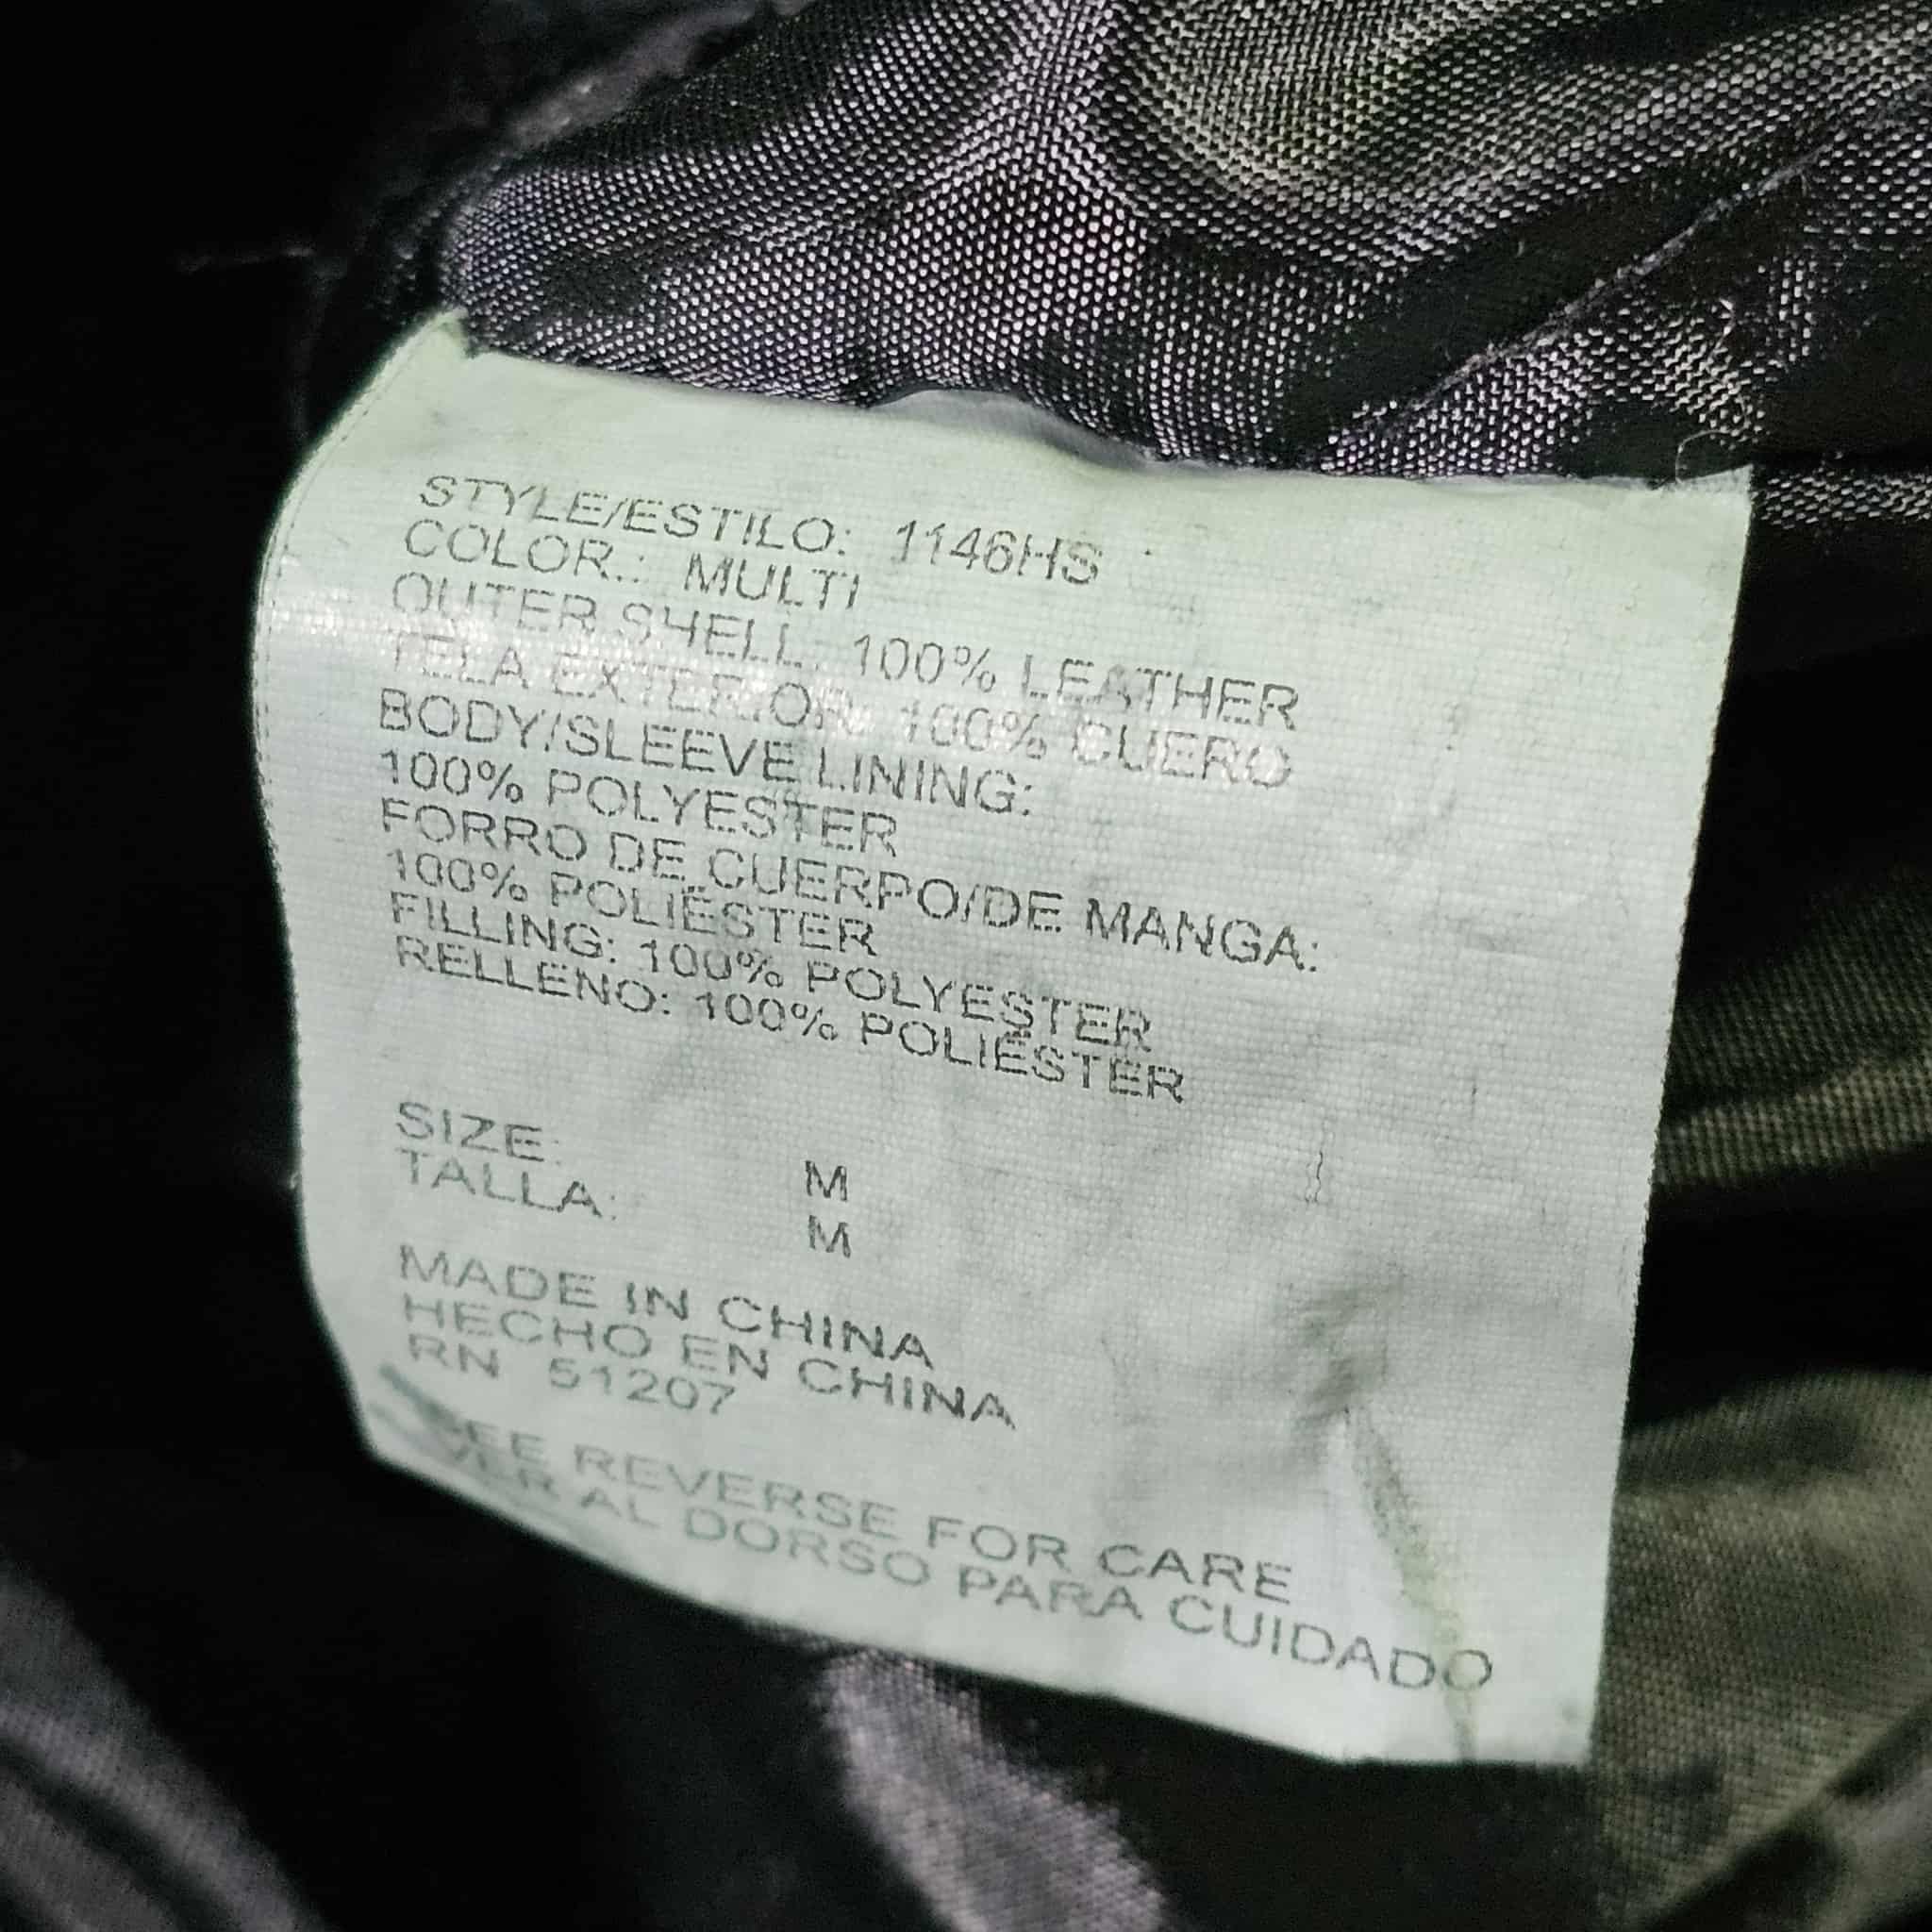 STYLE/ESTILO: 1146HS
COLOR.: MULTI
OUTER SHELL: 100% LEATHER
TELA EXTERIOR: 100% CUERO
BODY/SLEEVE LINING:
100% POLYESTER
FORRO DE CUERPO/DE MANGA:
100% POLIÉSTER
FILLING: 100% POLYESTER
RELLENO: 100% POLIÉSTER
SIZE: M
TALLA: M
MADE IN CHINA
HECHO EN CHINA
RN 51207
SEE REVERSE FOR CARE
VER AL DORSO PARA CUIDADO